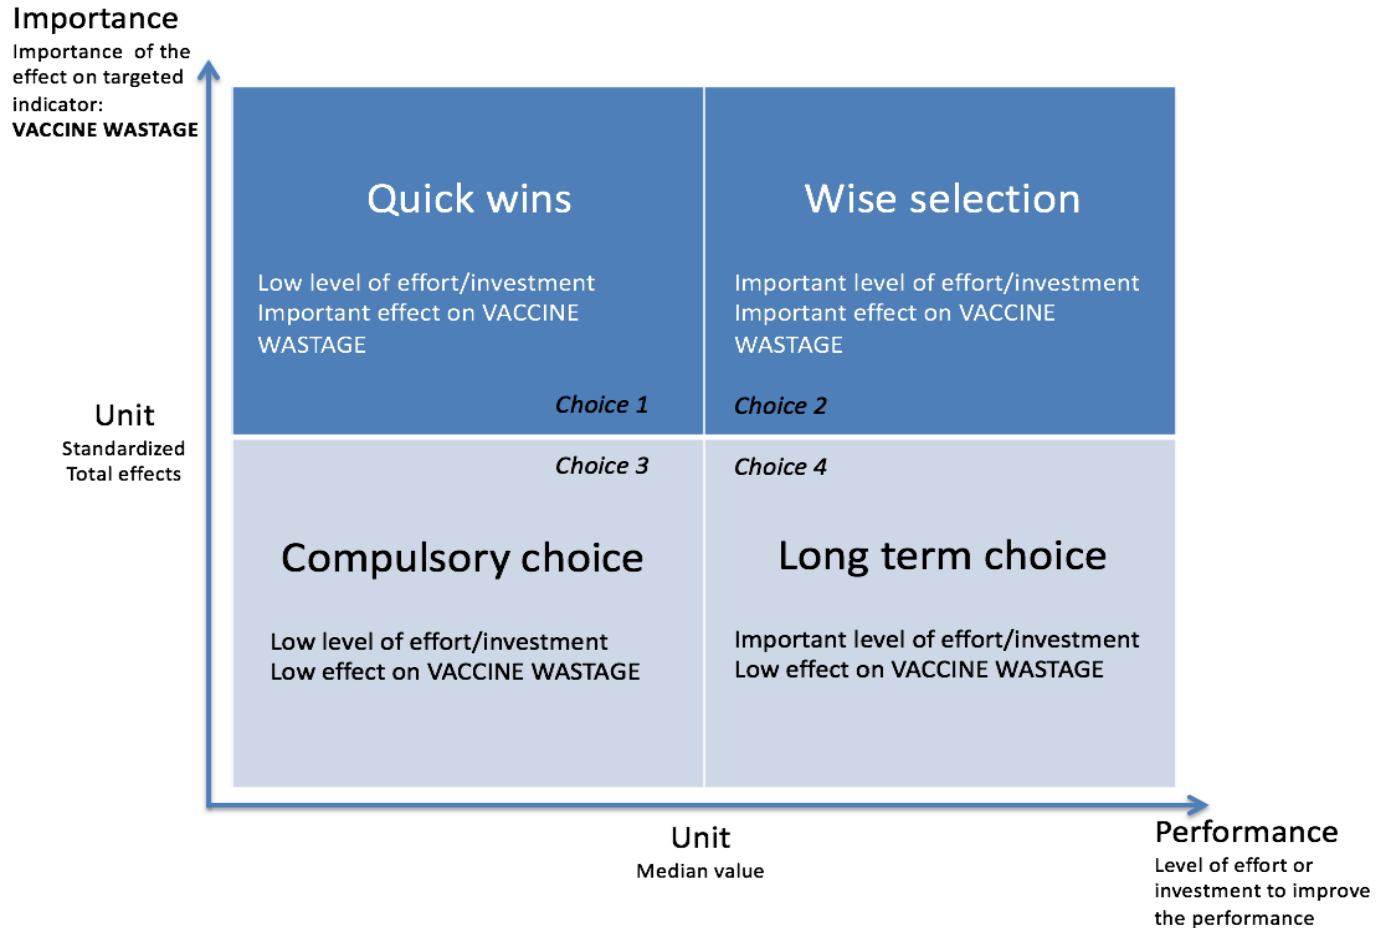 Importance
Importance of the
effect on targeted
indicator:
VACCINE WASTAGE
Quick wins
Low level of effort/investment
Important effect on VACCINE
WASTAGE
Choice 1
Wise selection
Important level of effort/investment
Important effect on VACCINE
WASTAGE
Choice 2
Unit
Standardized
Total effects
Choice 3
Compulsory choice
Low level of effort/investment
Low effect on VACCINE WASTAGE
Choice 4
Long term choice
Important level of effort/investment
Low effect on VACCINE WASTAGE
Unit
Median value
Performance
Level of effort or
investment to improve
the performance